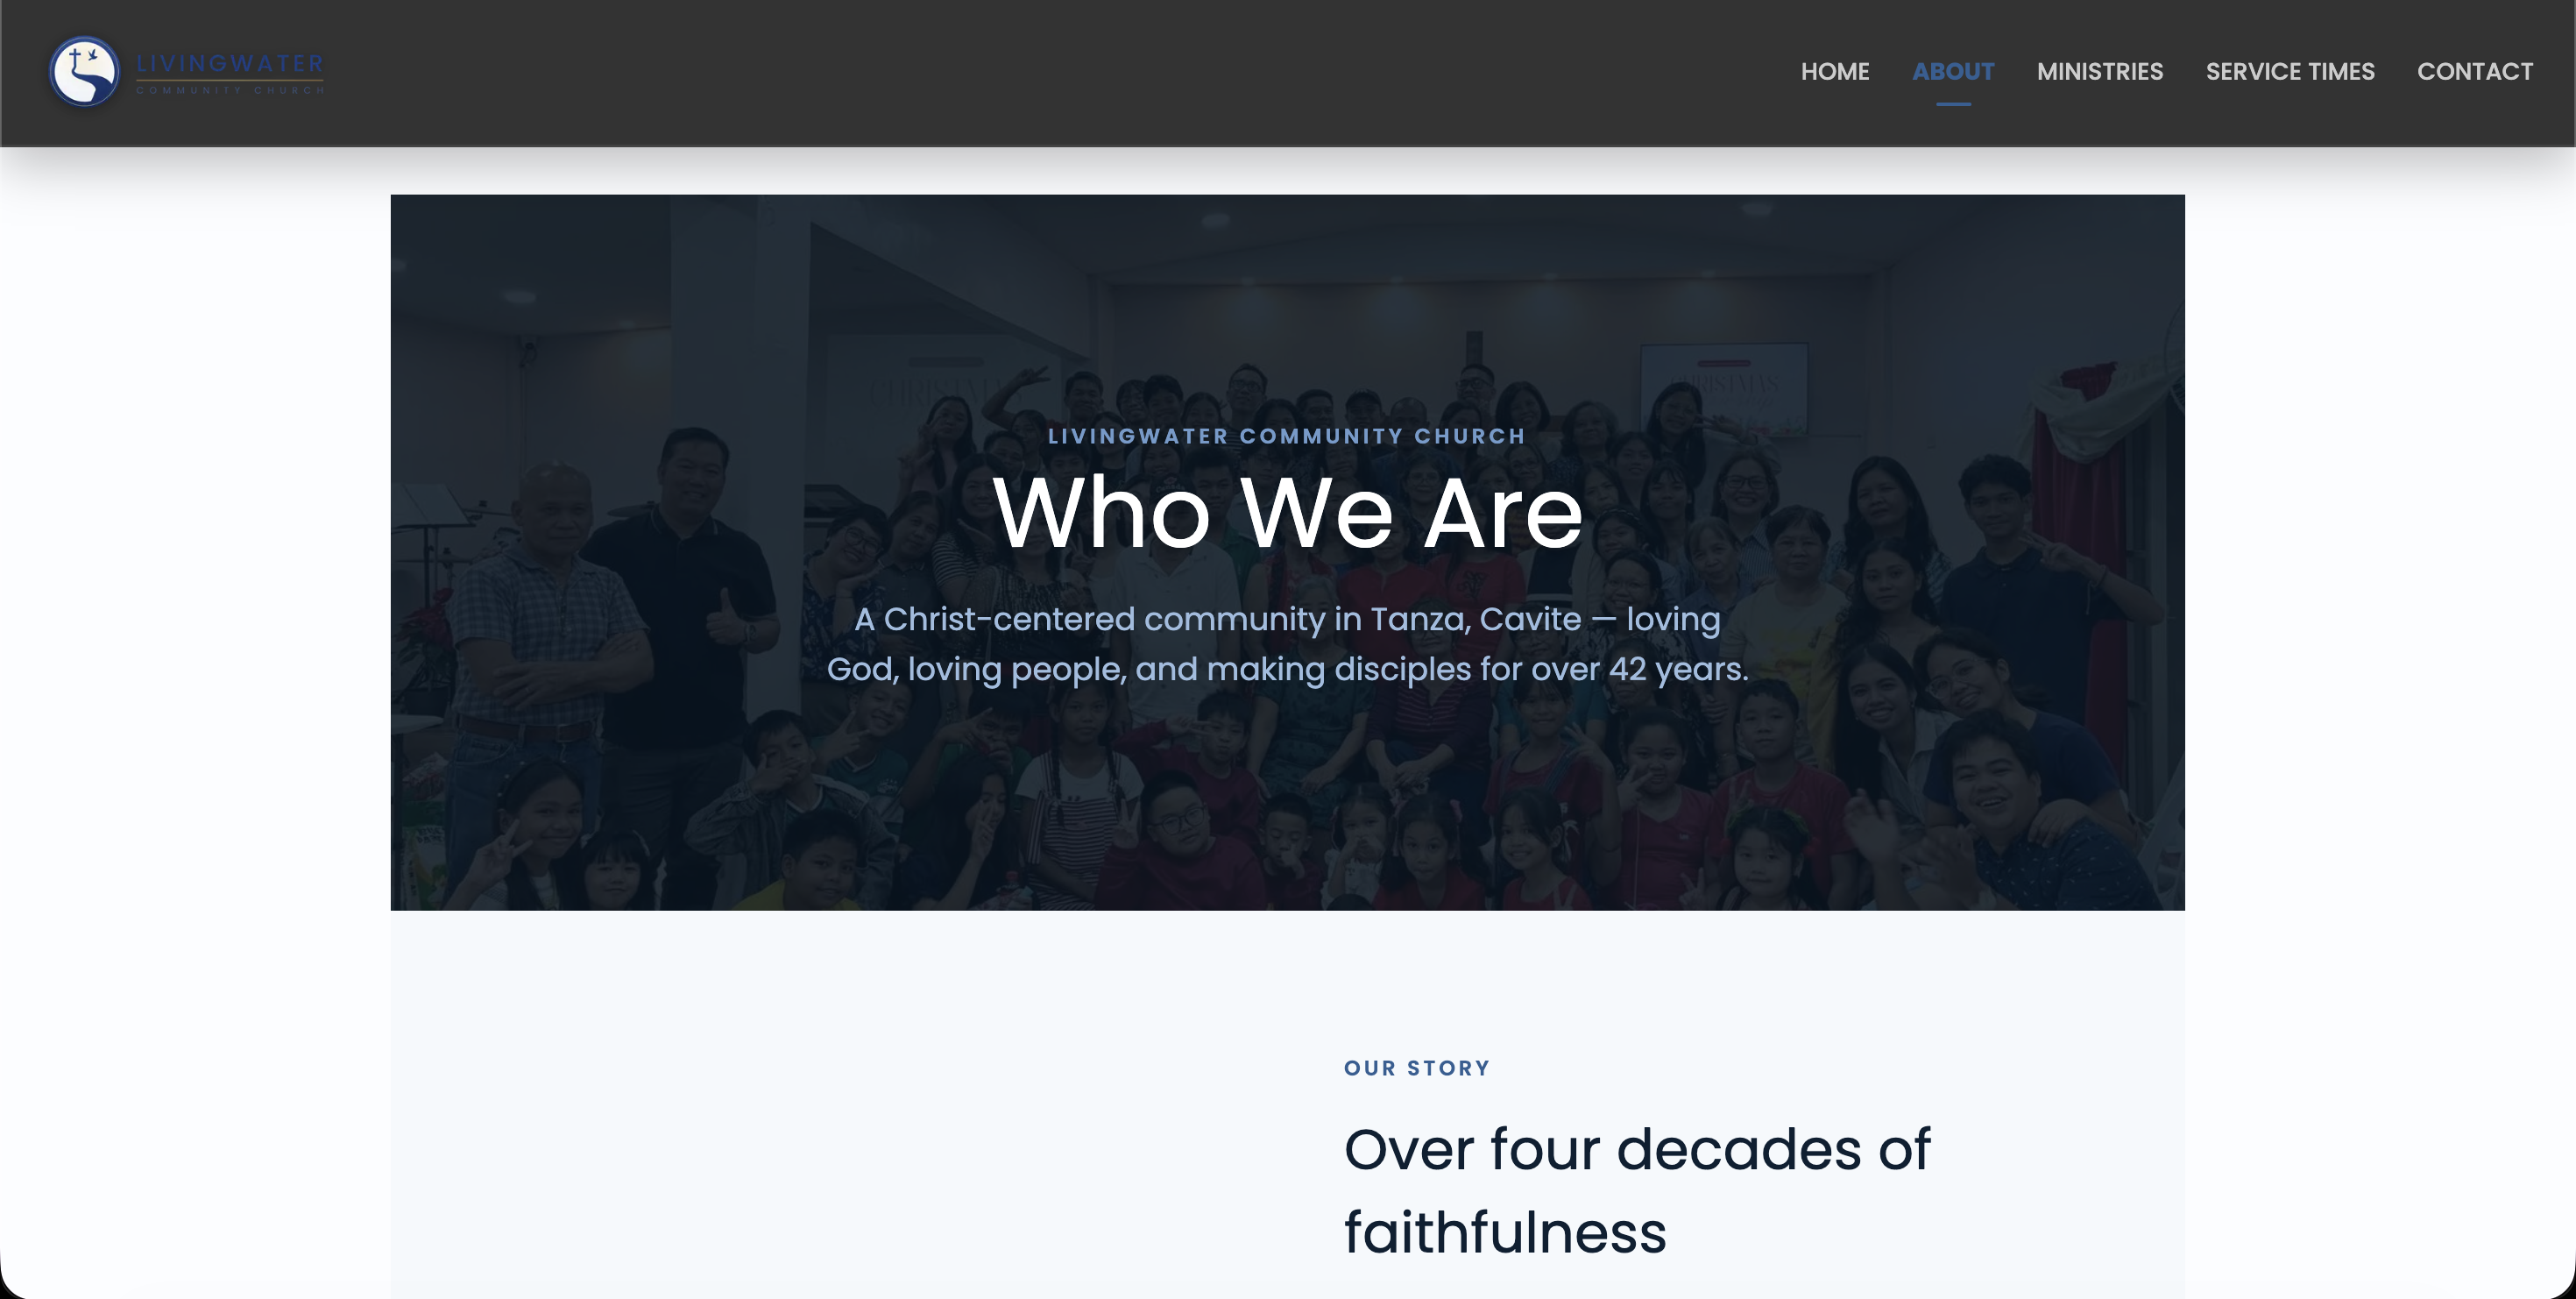 LIVINGWATER
COMMUNITY CHURCH
HOME
ABOUT
MINISTRIES
SERVICE TIMES
CONTACT
CHRISTMAS
LIVINGWATER COMMUNITY CHURCH
Who We Are
A Christ-centered community in Tanza, Cavite — loving
God, loving people, and making disciples for over 42 years.
OUR STORY
Over four decades of
faithfulness